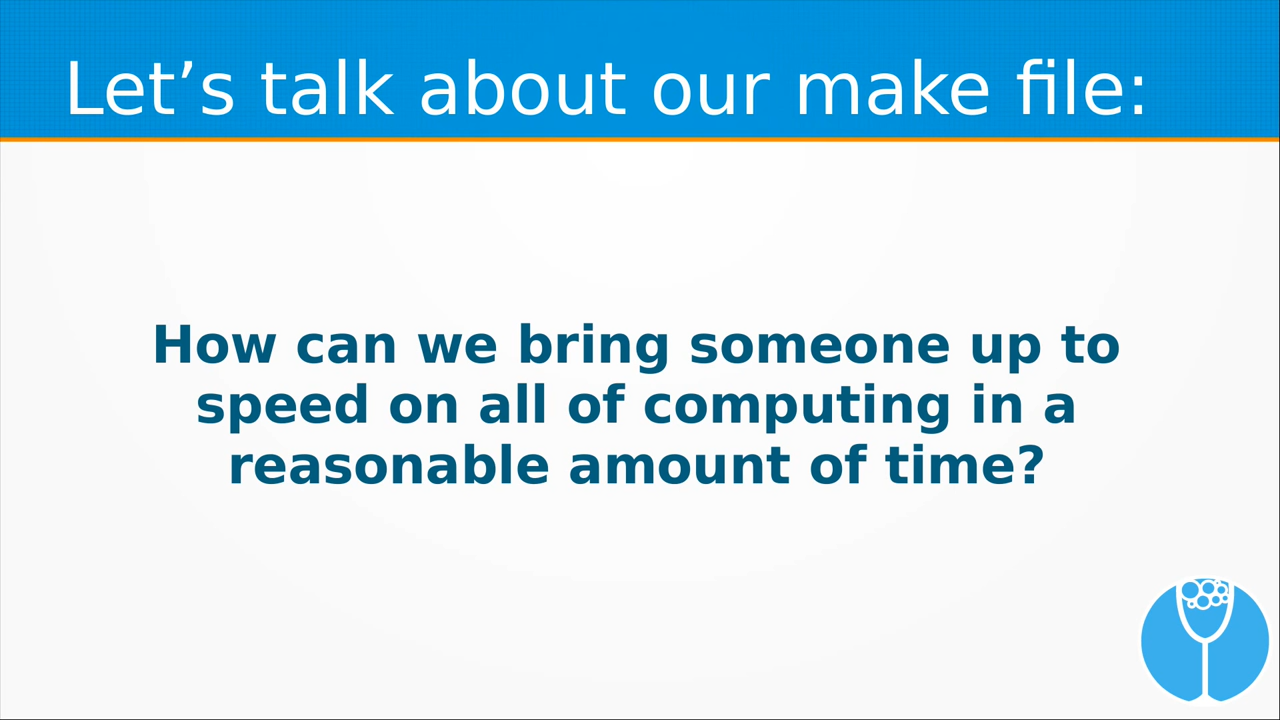 Let’s talk about our make file:
How can we bring someone up to
speed on all of computing in a
reasonable amount of time?